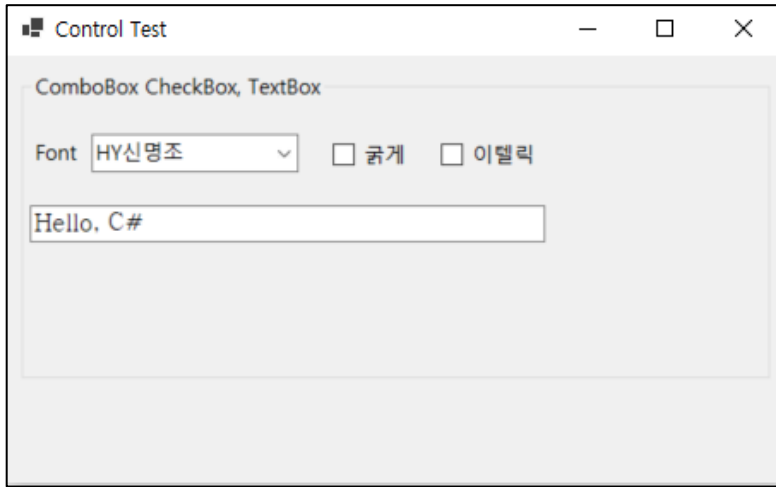 Control Test
ComboBox CheckBox, TextBox
Font HY신명조 굵게 이텔릭
Hello, C#